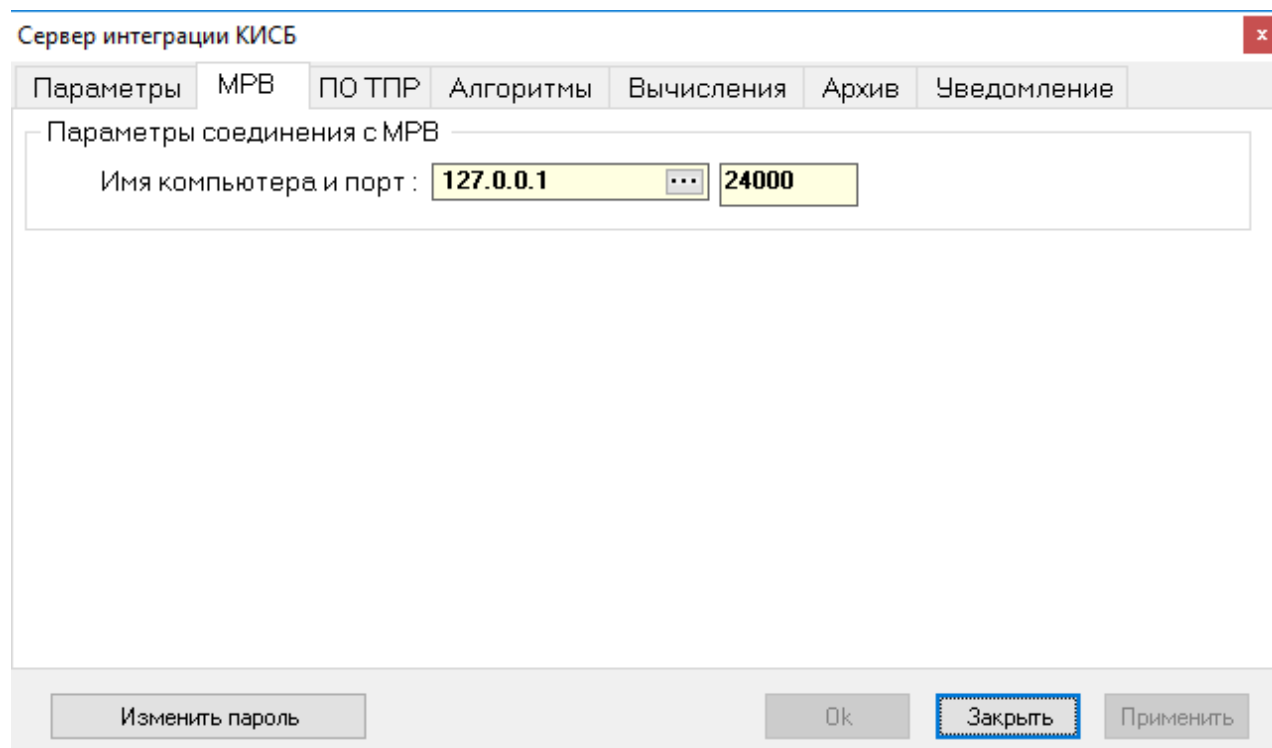 Сервер интеграции КИСБ
x
Параметры МРВ ПО ТПР Алгоритмы Вычисления Архив Уведомление
Параметры соединения с МРВ
Имя компьютера и порт : 127.0.0.1 ... 24000
Изменить пароль Ok Закрыть Применить